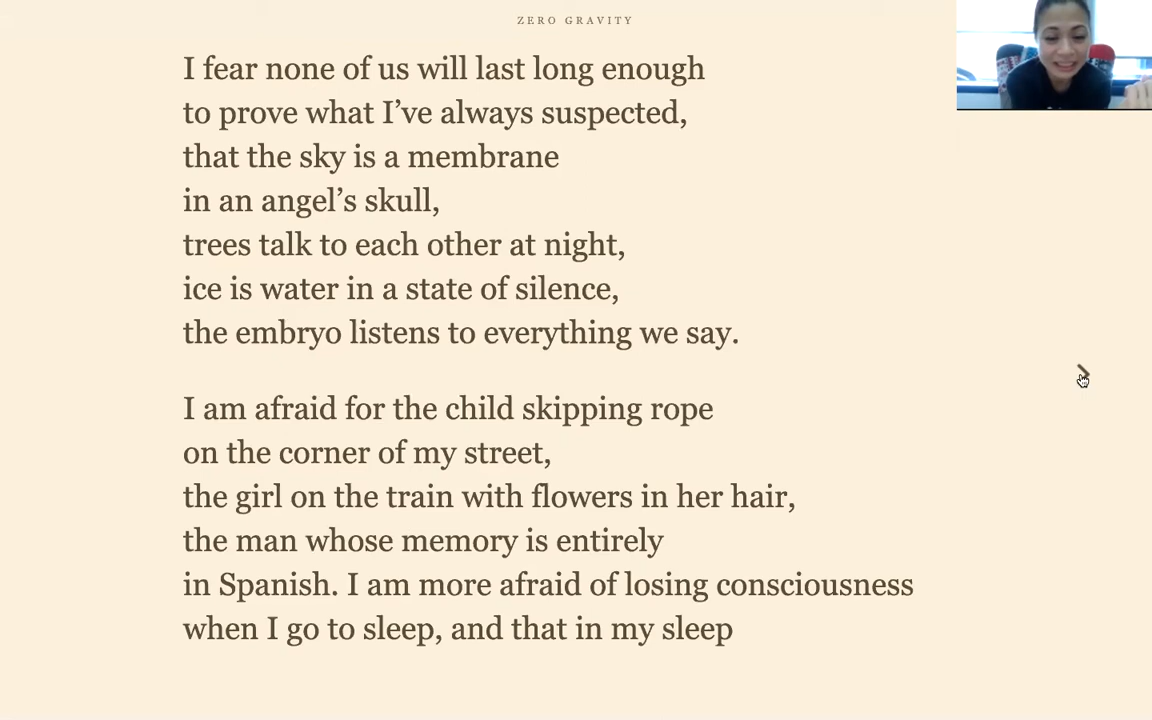 ZERO GRAVITY
I fear none of us will last long enough
to prove what I’ve always suspected,
that the sky is a membrane
in an angel’s skull,
trees talk to each other at night,
ice is water in a state of silence,
the embryo listens to everything we say.
I am afraid for the child skipping rope
on the corner of my street,
the girl on the train with flowers in her hair,
the man whose memory is entirely
in Spanish. I am more afraid of losing consciousness
when I go to sleep, and that in my sleep